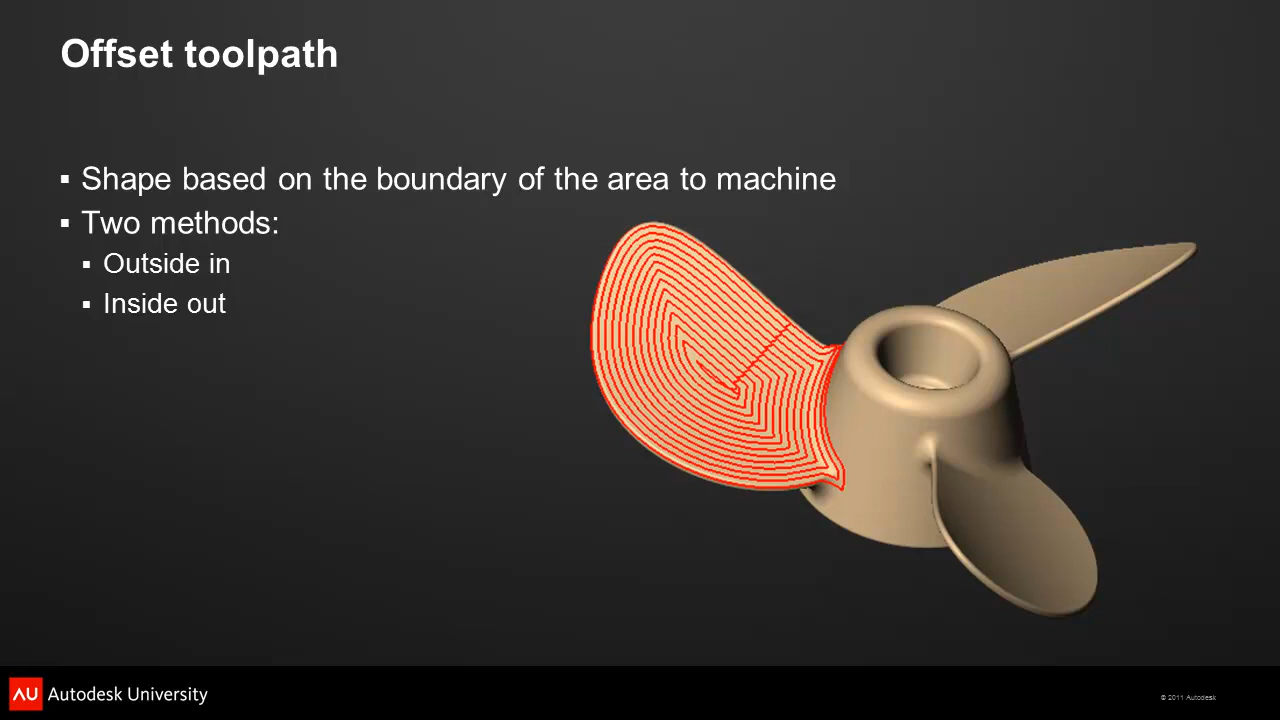 Offset toolpath
▪ Shape based on the boundary of the area to machine
▪ Two methods:
▪ Outside in
▪ Inside out
AU Autodesk University
© 2011 Autodesk